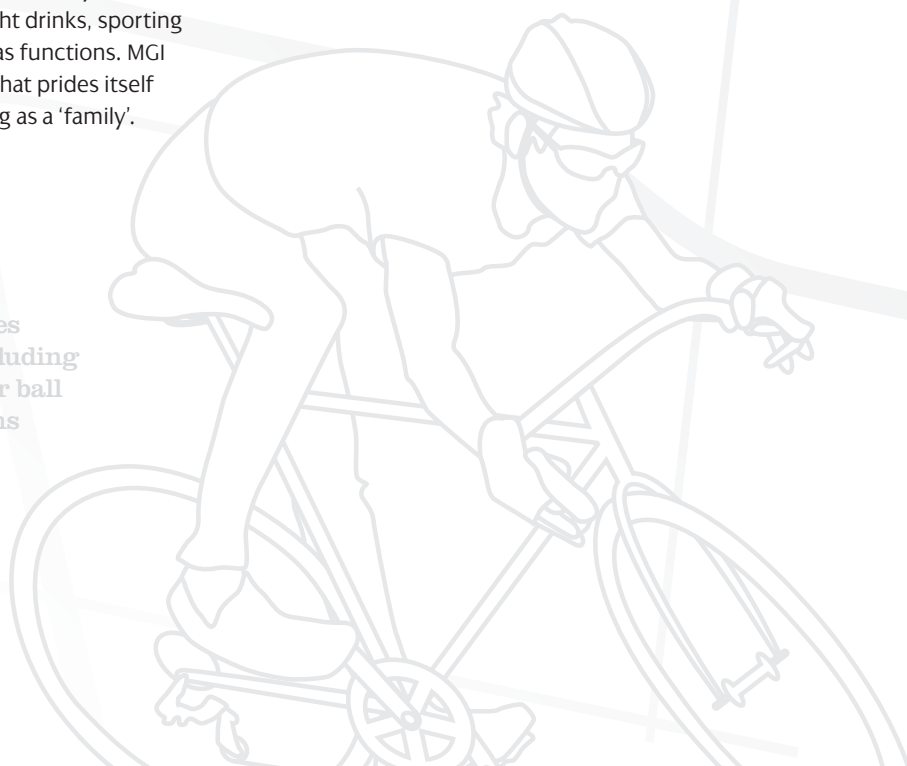 ht drinks, sporting
as functions. MGI
hat prides itself
g as a ‘family’.
es
luding
r ball
ns